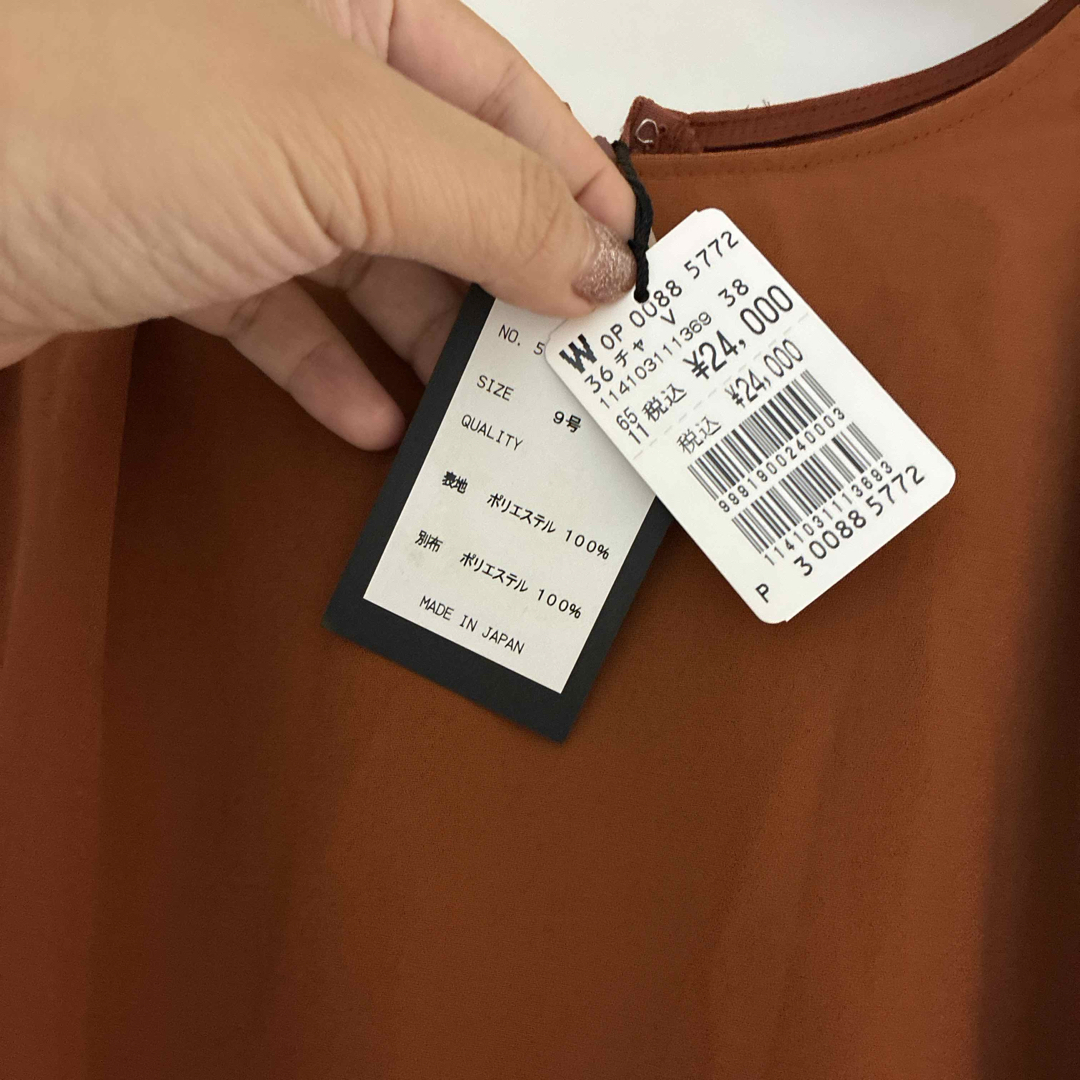 NO. 5
SIZE
9号
QUALITY
表地 ポリエステル 100%
別布 ポリエステル 100%
MADE IN JAPAN
W OP 0088 5772
36 チャ V 38
114103111369
65 税込 ¥24,000
11
税込 ¥24,000
9991900240003
1141031113693
P 30088 5772